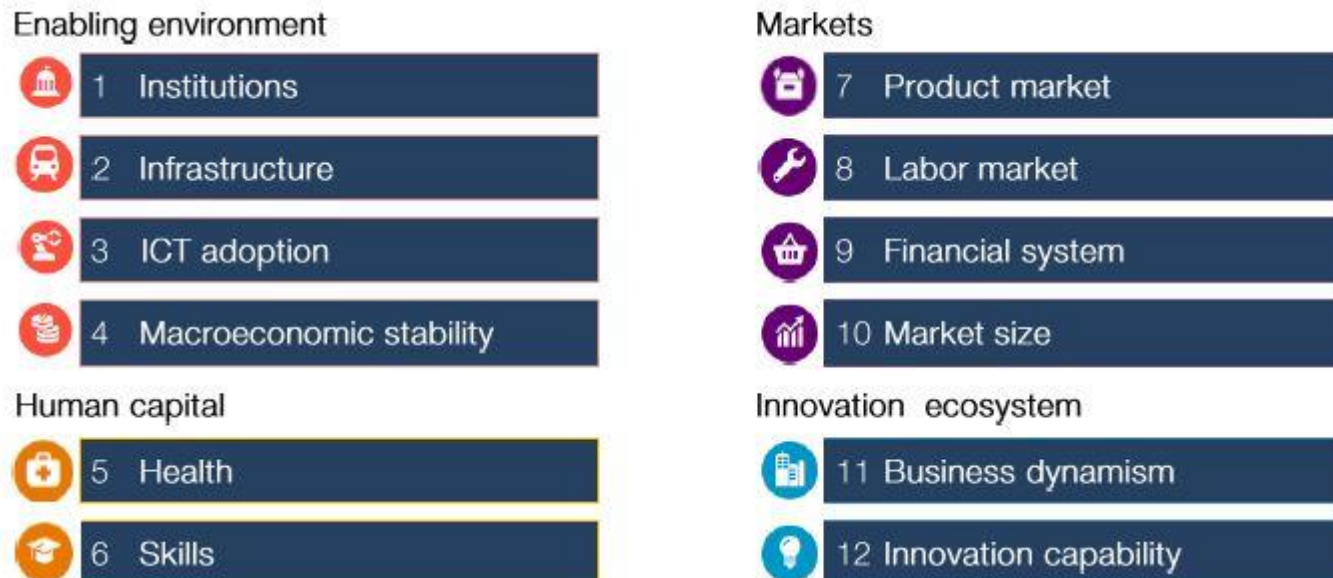 Enabling environment
1 Institutions
2 Infrastructure
3 ICT adoption
4 Macroeconomic stability
Human capital
5 Health
6 Skills
Markets
7 Product market
8 Labor market
9 Financial system
10 Market size
Innovation ecosystem
11 Business dynamism
12 Innovation capability